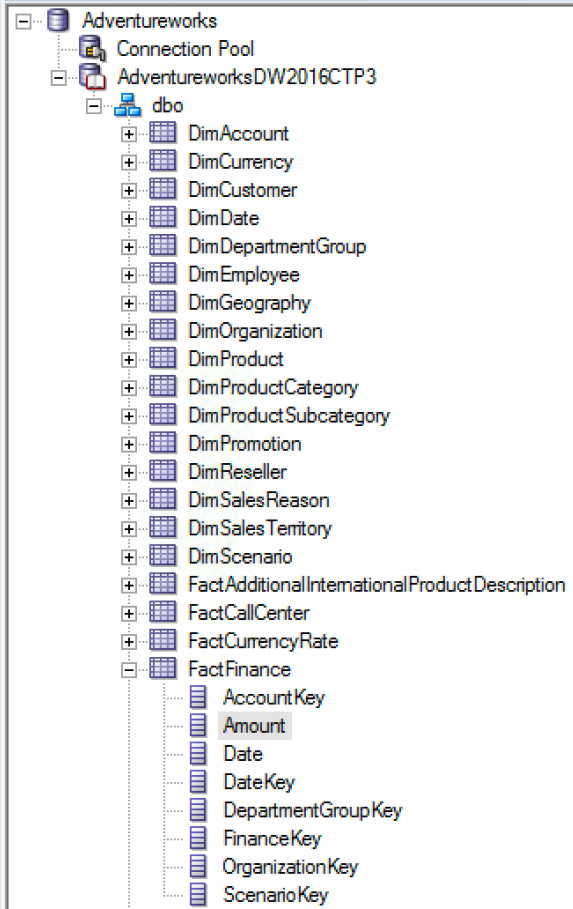 Adventureworks
Connection Pool
AdventureworksDW2016CTP3
dbo
DimAccount
DimCurrency
DimCustomer
DimDate
DimDepartmentGroup
DimEmployee
DimGeography
DimOrganization
DimProduct
DimProductCategory
DimProductSubcategory
DimPromotion
DimReseller
DimSalesReason
DimSalesTerritory
DimScenario
FactAdditionalInternationalProductDescription
FactCallCenter
FactCurrencyRate
FactFinance
AccountKey
Amount
Date
DateKey
DepartmentGroupKey
FinanceKey
OrganizationKey
ScenarioKey